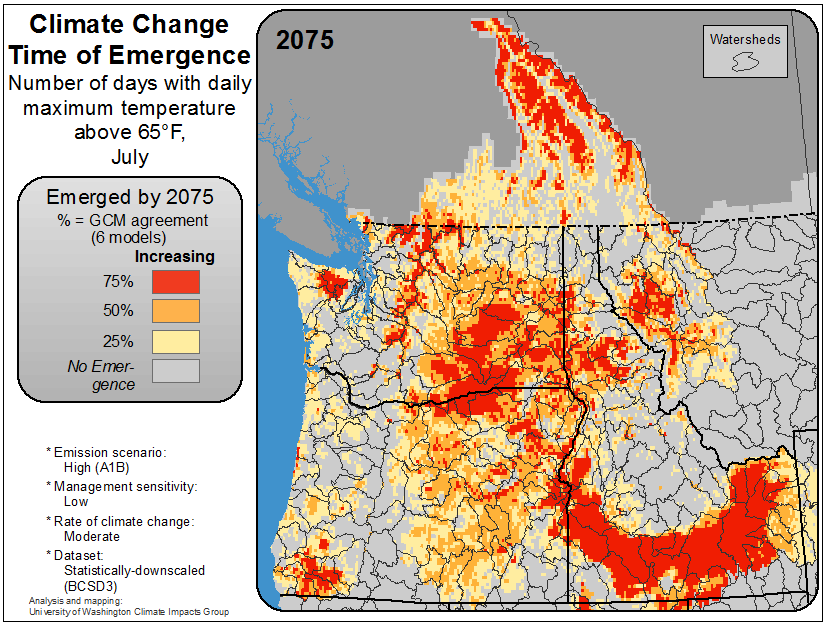 Climate Change
Time of Emergence
Number of days with daily
maximum temperature
above 65°F,
July
2075
Watersheds
Emerged by 2075
% = GCM agreement
(6 models)
Increasing
75%
50%
25%
No Emer-
gence
* Emission scenario:
High (A1B)
* Management sensitivity:
Low
* Rate of climate change:
Moderate
* Dataset:
Statistically-downscaled
(BCSD3)
Analysis and mapping:
University of Washington Climate Impacts Group